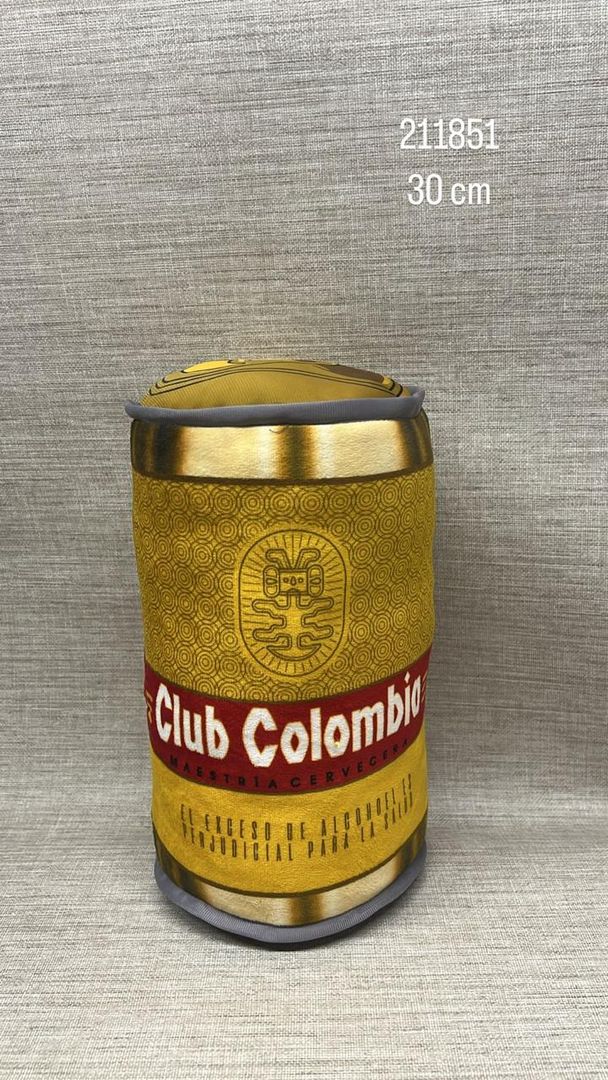 211851
30 cm
Club Colombia
MAESTRÍA CERVECERA
EL EXCESO DE ALCOHOL ES
PERJUDICIAL PARA LA SALUD